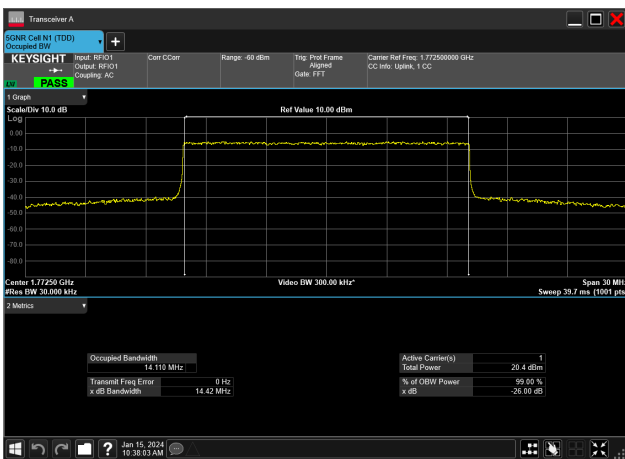 Transceiver A
5GNR Cell N1 (TDD)
Occupied BW
KEYSIGHT
PASS
Input: RFIO1
Output: RFIO1
Coupling: AC
Corr CCorr
Range: -60 dBm
Trig: Prot Frame
Aligned
Gate: FFT
Carrier Ref Freq: 1.772500000 GHz
CC Info: Uplink, 1 CC
1 Graph
Scale/Div 10.0 dB
Ref Value 10.00 dBm
Log
0.00
-10.0
-20.0
-30.0
-40.0
-50.0
-60.0
-70.0
-80.0
Center 1.77250 GHz
Video BW 300.00 kHz*
Span 30 MHz
#Res BW 30.000 kHz
Sweep 39.7 ms (1001 pts
2 Metrics
Occupied Bandwidth
14.110 MHz
Active Carrier(s) 1
Total Power 20.4 dBm
Transmit Freq Error 0 Hz
x dB Bandwidth 14.42 MHz
% of OBW Power 99.00 %
x dB -26.00 dB
?
Jan 15, 2024
10:38:03 AM